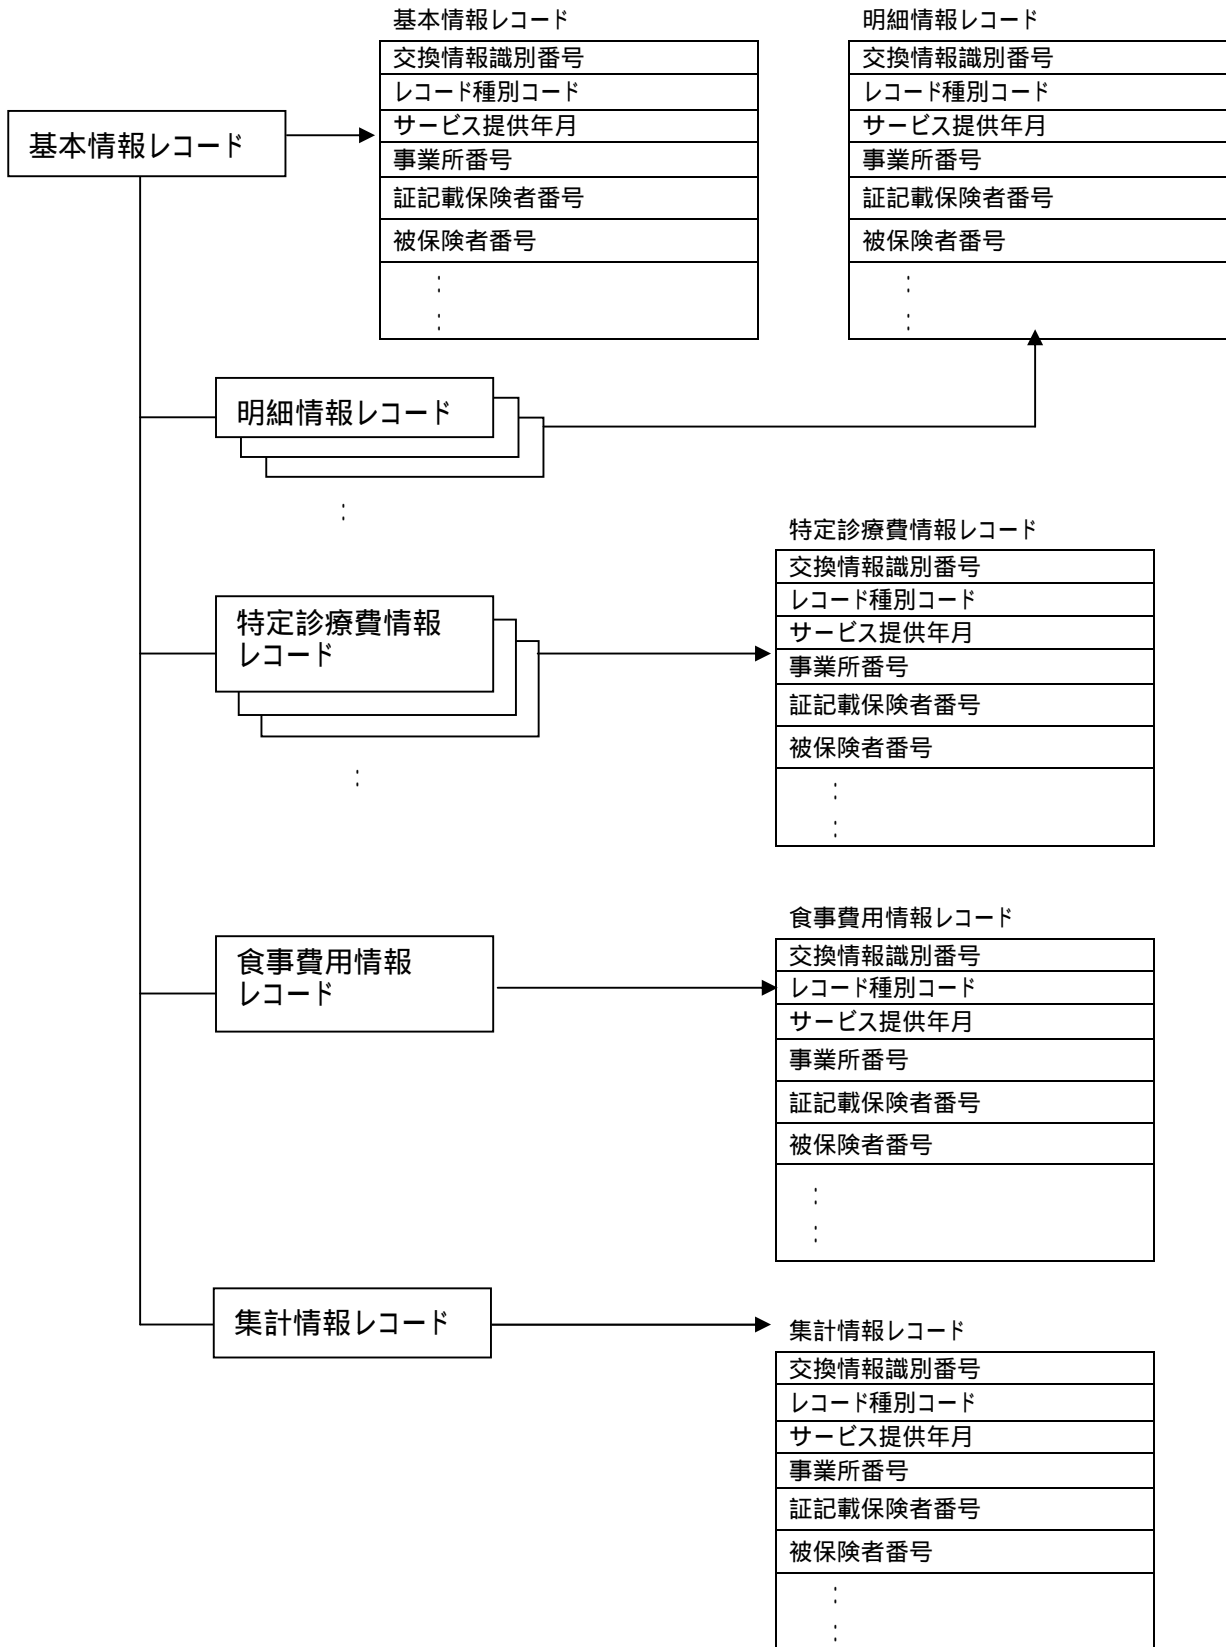 基本情報レコード
交換情報識別番号
レコード種別コード
サービス提供年月
事業所番号
証記載保険者番号
被保険者番号
:
:
明細情報レコード
交換情報識別番号
レコード種別コード
サービス提供年月
事業所番号
証記載保険者番号
被保険者番号
:
:
基本情報レコード
明細情報レコード
:
特定診療費情報
レコード
:
特定診療費情報レコード
交換情報識別番号
レコード種別コード
サービス提供年月
事業所番号
証記載保険者番号
被保険者番号
:
:
食事費用情報
レコード
食事費用情報レコード
交換情報識別番号
レコード種別コード
サービス提供年月
事業所番号
証記載保険者番号
被保険者番号
:
:
集計情報レコード
集計情報レコード
交換情報識別番号
レコード種別コード
サービス提供年月
事業所番号
証記載保険者番号
被保険者番号
:
: